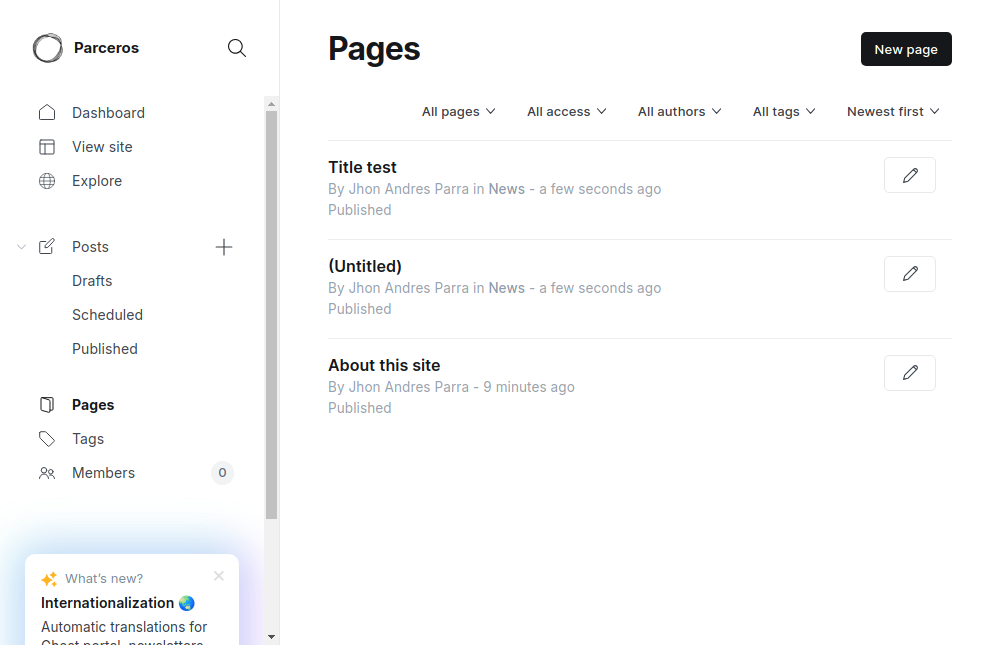 Parceros
Dashboard
View site
Explore
Posts
Drafts
Scheduled
Published
Pages
Tags
Members 0
What's new?
Internationalization
Automatic translations for
Ghost portal, newsletters
Pages
New page
All pages All access All authors All tags Newest first
Title test
By Jhon Andres Parra in News - a few seconds ago
Published
(Untitled)
By Jhon Andres Parra in News - a few seconds ago
Published
About this site
By Jhon Andres Parra - 9 minutes ago
Published